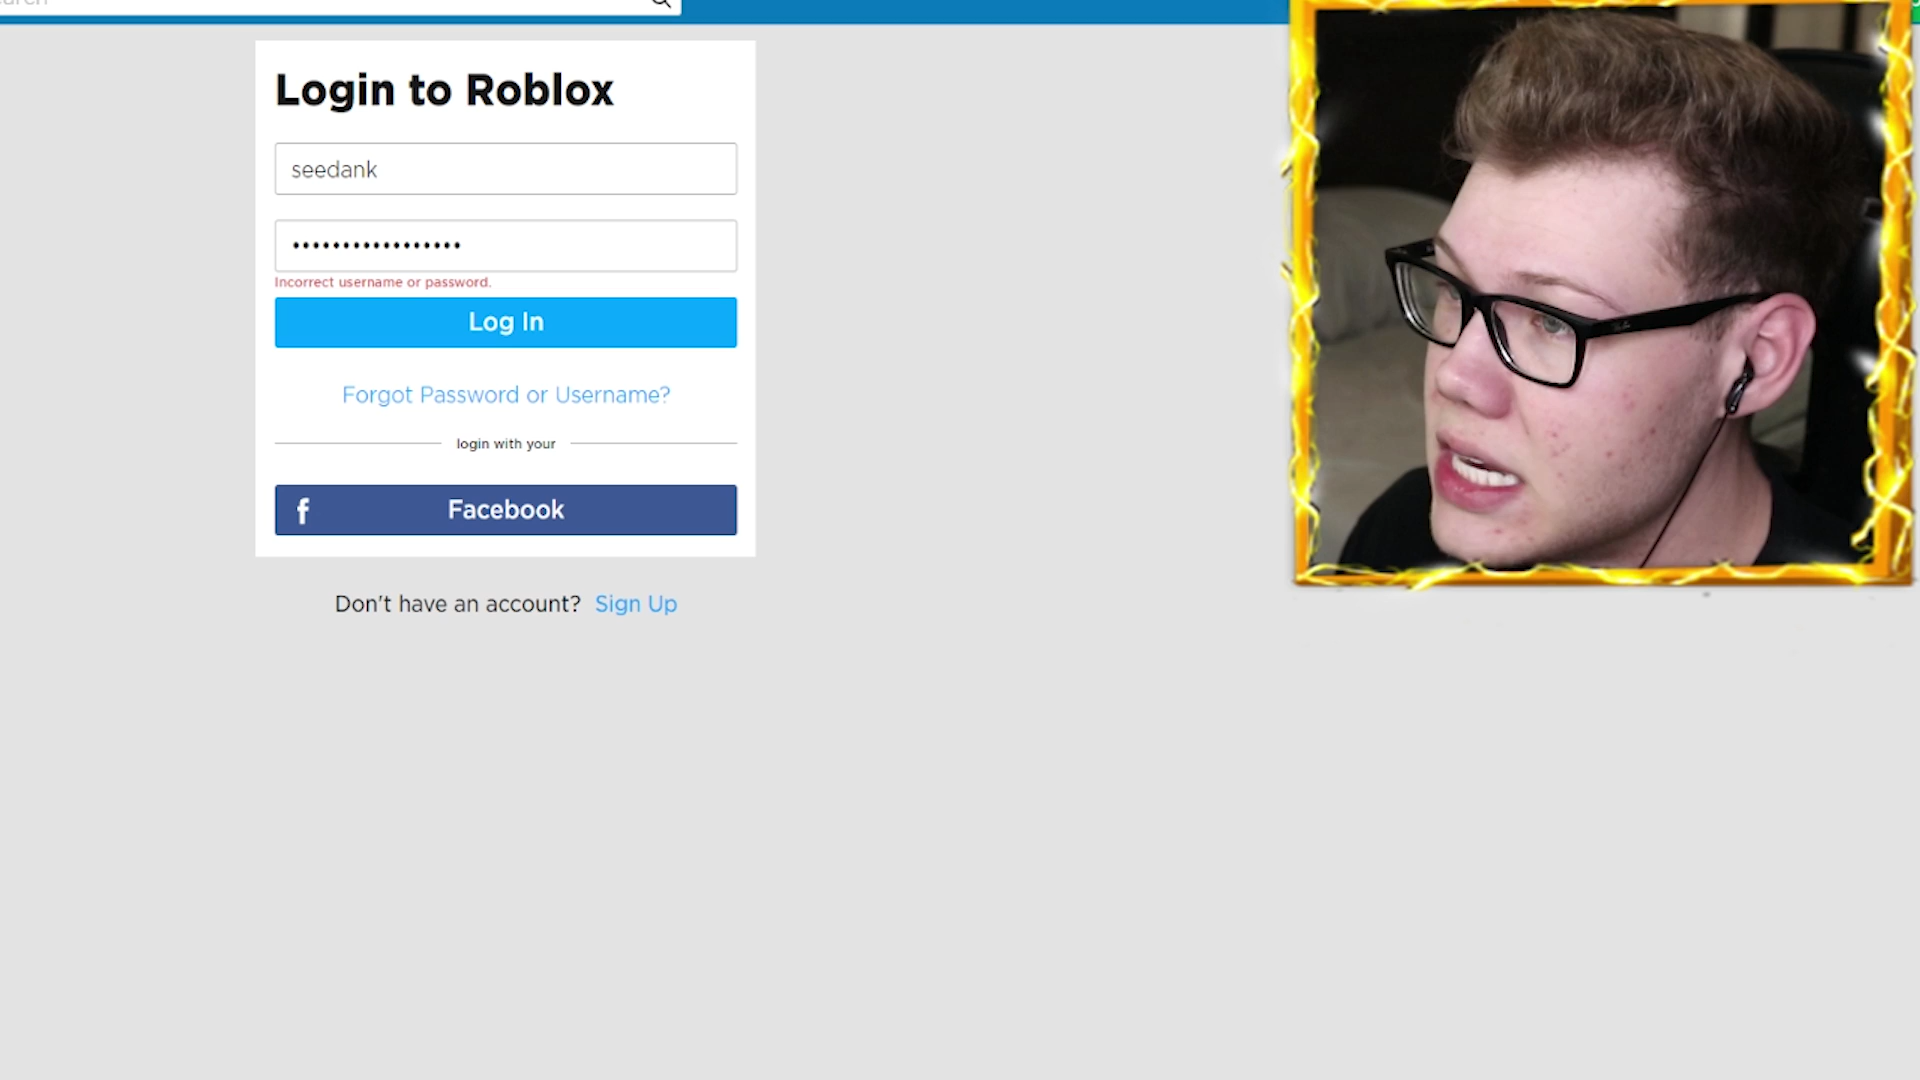 Login to Roblox
seedank
Incorrect username or password.
Log In
Forgot Password or Username?
login with your
f Facebook
Don't have an account? Sign Up